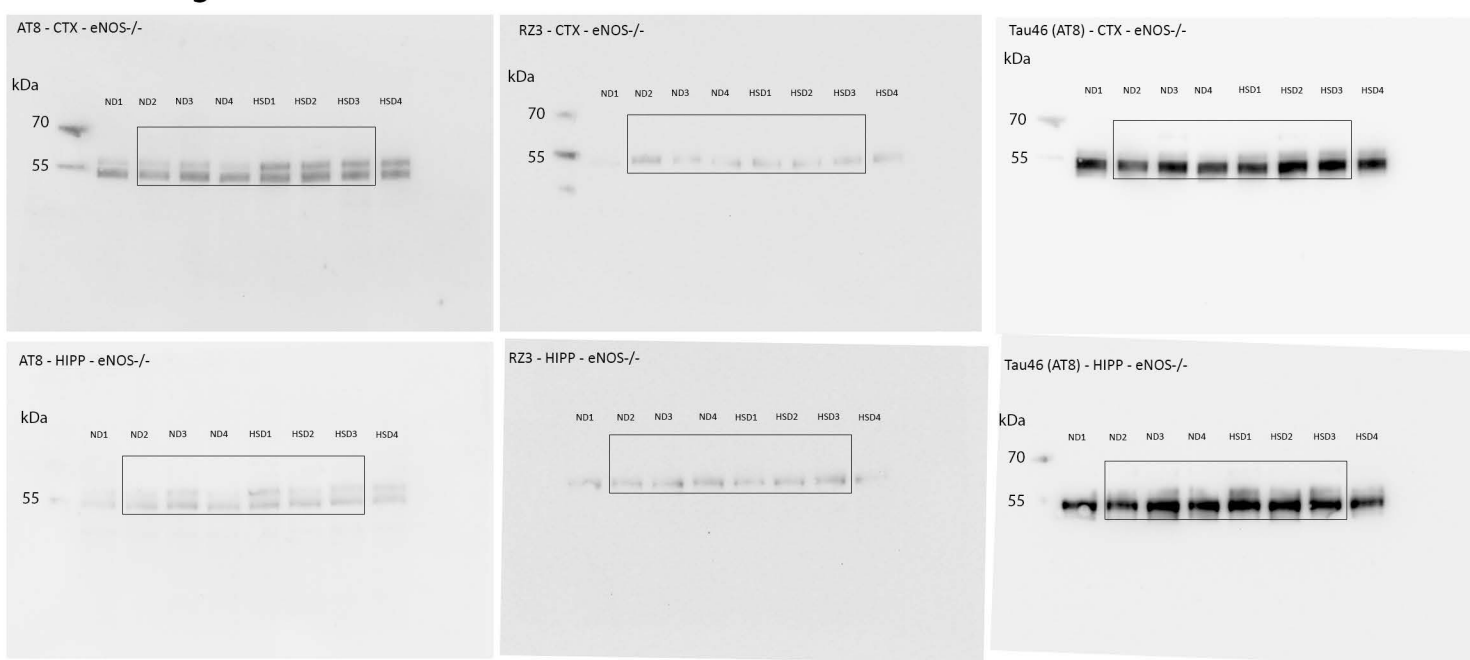 AT8 - CTX - eNOS-/-
kDa
ND1 ND2 ND3 ND4 HSD1 HSD2 HSD3 HSD4
70
55
RZ3 - CTX - eNOS-/-
kDa
ND1 ND2 ND3 ND4 HSD1 HSD2 HSD3 HSD4
70
55
Tau46 (AT8) - CTX - eNOS-/-
kDa
ND1 ND2 ND3 ND4 HSD1 HSD2 HSD3 HSD4
70
55
AT8 - HIPP - eNOS-/-
kDa
ND1 ND2 ND3 ND4 HSD1 HSD2 HSD3 HSD4
55
RZ3 - HIPP - eNOS-/-
ND1 ND2 ND3 ND4 HSD1 HSD2 HSD3 HSD4
Tau46 (AT8) - HIPP - eNOS-/-
kDa
ND1 ND2 ND3 ND4 HSD1 HSD2 HSD3 HSD4
70
55